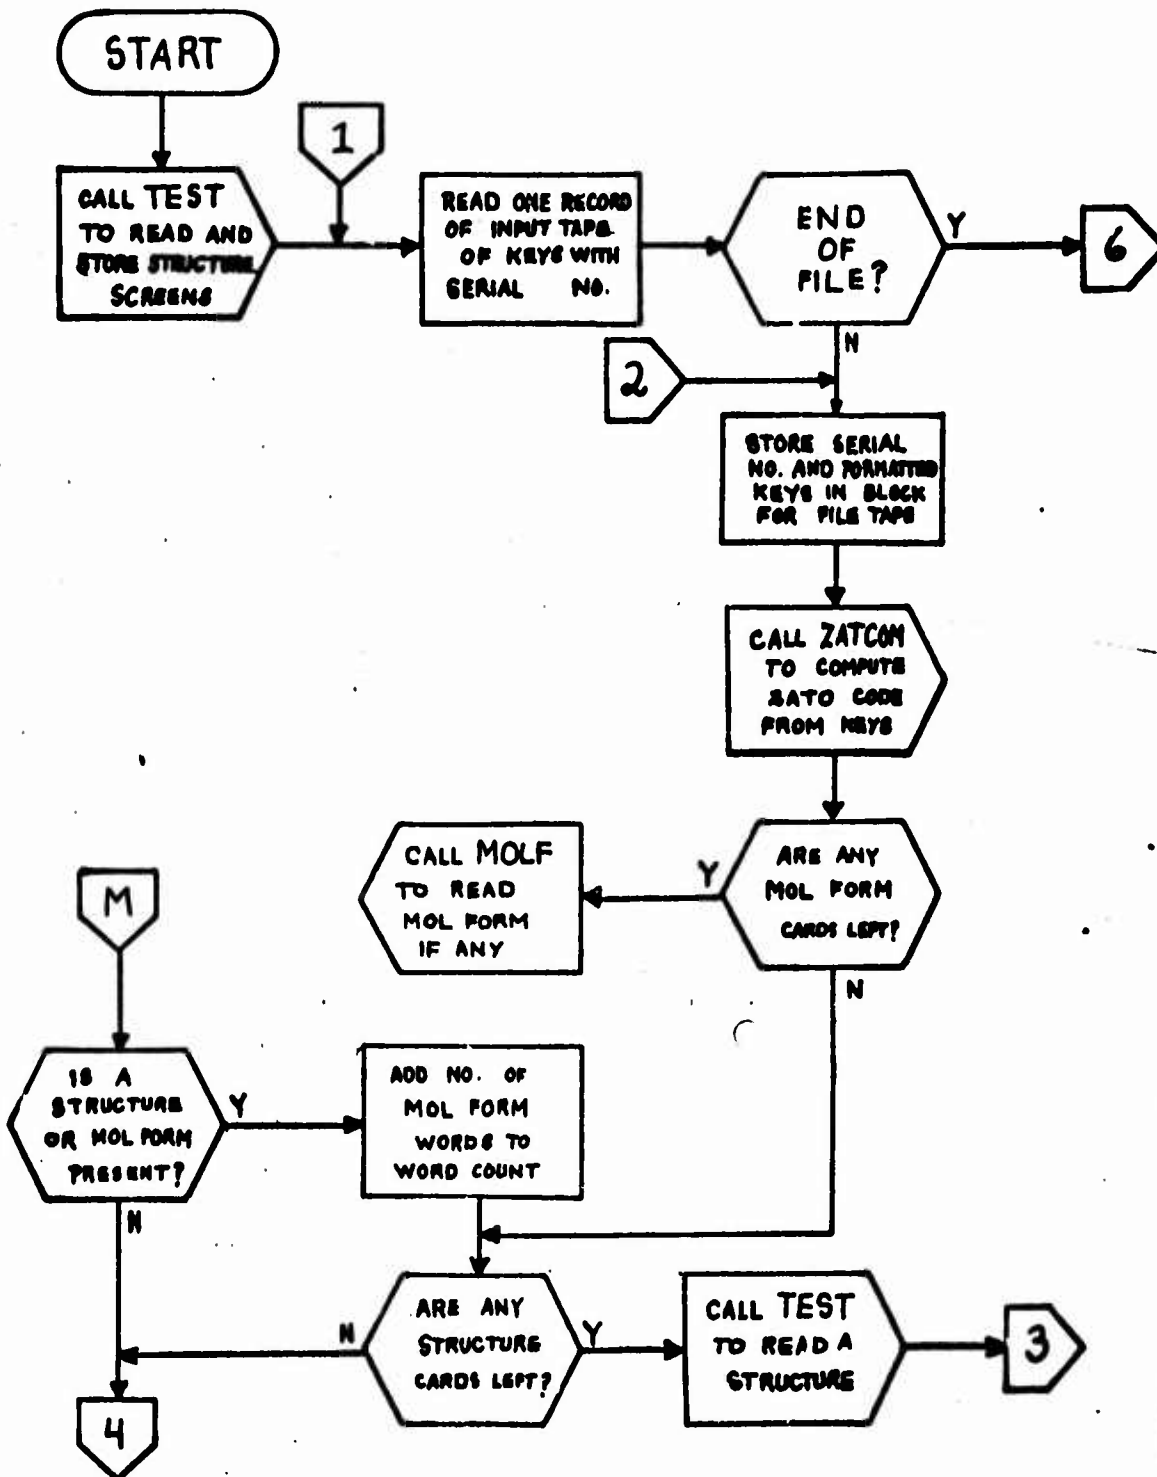 START
1
CALL TEST
TO READ AND
STORE STRUCTURE
SCREENS
READ ONE RECORD
OF INPUT TAPE
OF KEYS WITH
SERIAL NO.
END
OF
FILE?
Y
6
N
2
STORE SERIAL
NO. AND FORMATTED
KEYS IN BLOCK
FOR FILE TAPE
CALL ZATCOM
TO COMPUTE
ZATO CODE
FROM KEYS
ARE ANY
MOL FORM
CARDS LEFT?
Y
N
CALL MOLF
TO READ
MOL FORM
IF ANY
M
IS A
STRUCTURE
OR MOL FORM
PRESENT?
Y
N
ADD NO. OF
MOL FORM
WORDS TO
WORD COUNT
ARE ANY
STRUCTURE
CARDS LEFT?
N
Y
CALL TEST
TO READ A
STRUCTURE
3
4